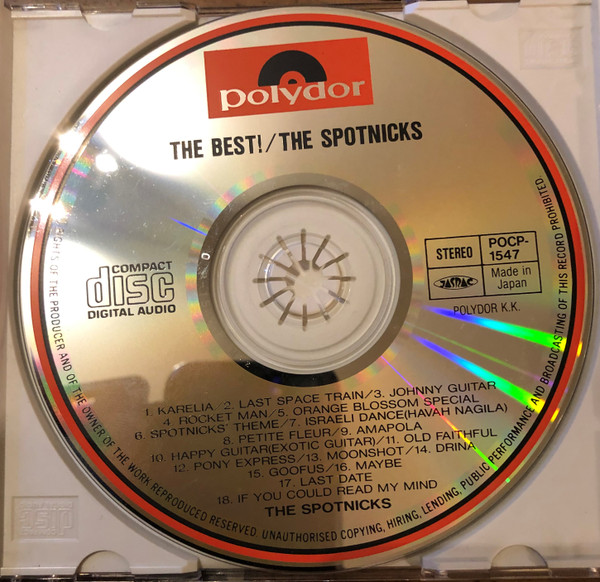 polydor
THE BEST!/THE SPOTNICKS
STEREO
POCP-
1547
JASRAC
Made in
Japan
POLYDOR K.K.
COMPACT
disc
DIGITAL AUDIO
1. KARELIA/2. LAST SPACE TRAIN/3. JOHNNY GUITAR
4. ROCKET MAN/5. ORANGE BLOSSOM SPECIAL
6. SPOTNICKS' THEME/7. ISRAELI DANCE(HAVAH NAGILA)
8. PETITE FLEUR/9. AMAPOLA
10. HAPPY GUITAR(EXOTIC GUITAR)/11. OLD FAITHFUL
12. PONY EXPRESS/13. MOONSHOT/14. DRINA
15. GOOFUS/16. MAYBE
17. LAST DATE
18. IF YOU COULD READ MY MIND
THE SPOTNICKS
RIGHTS OF THE PRODUCER AND OF THE OWNER OF THE WORK REPRODUCED RESERVED. UNAUTHORISED COPYING, HIRING, LENDING, PUBLIC PERFORMANCE AND BROADCASTING OF THIS RECORD PROHIBITED.